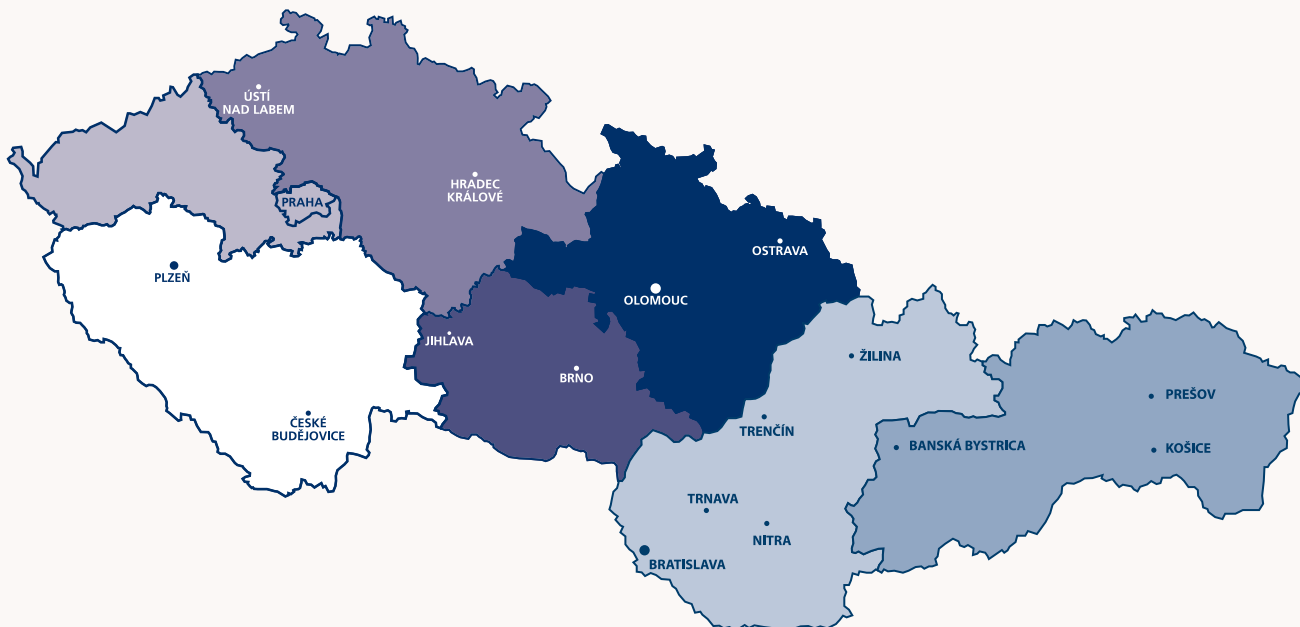 ÚSTÍ
NAD LABEM
HRADEC
KRÁLOVÉ
PRAHA
PLZEŇ
OSTRAVA
OLOMOUC
JIHLAVA
BRNO
ČESKÉ
BUDĚJOVICE
ŽILINA
PREŠOV
TRENČÍN
BANSKÁ BYSTRICA
KOŠICE
TRNAVA
NITRA
BRATISLAVA